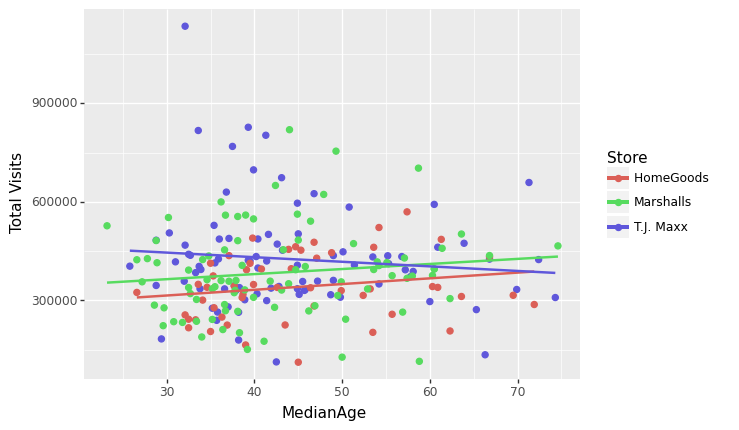 900000
600000
300000
Total Visits
30
40
50
60
70
MedianAge
Store
HomeGoods
Marshalls
T.J. Maxx